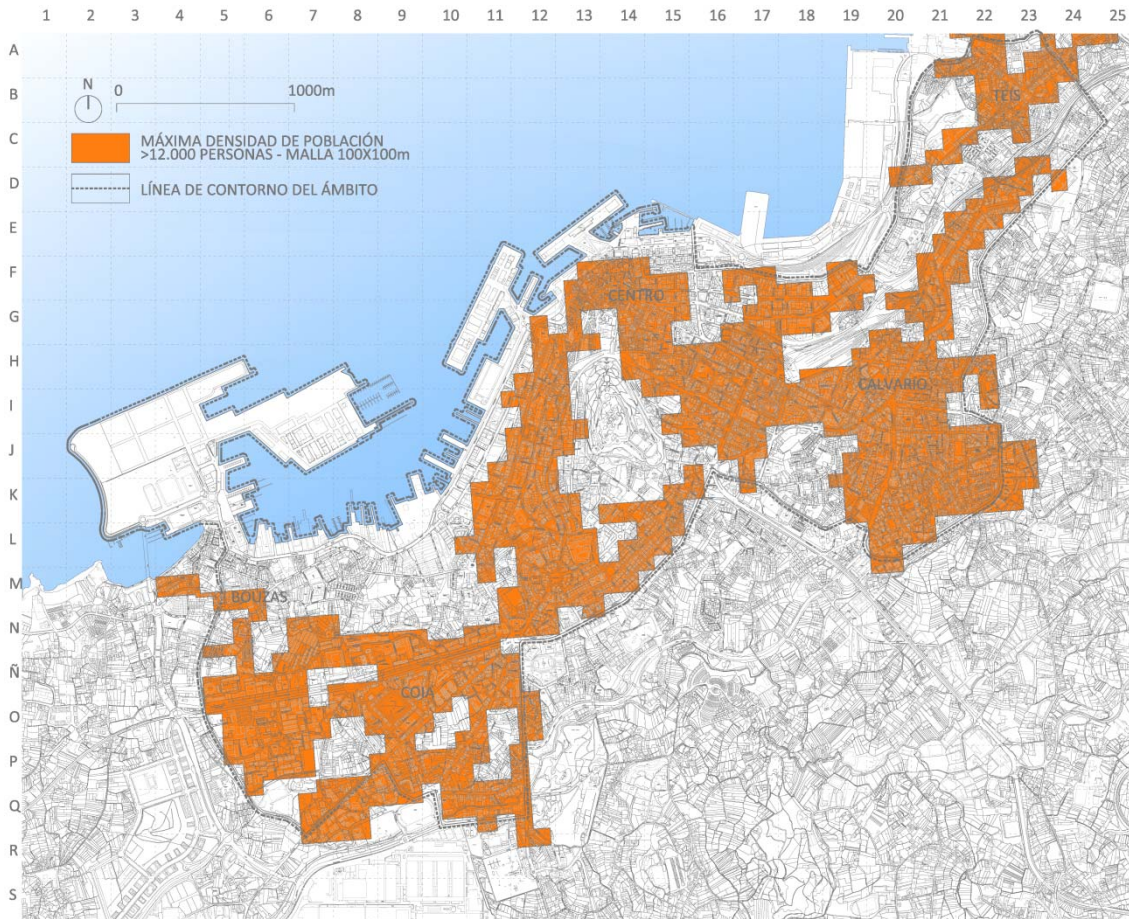 1 2 3 4 5 6 7 8 9 10 11 12 13 14 15 16 17 18 19 20 21 22 23 24 25
A
N 0 1000m
B
TEIS
C
MÁXIMA DENSIDAD DE POBLACIÓN
>12.000 PERSONAS - MALLA 100X100m
D
LÍNEA DE CONTORNO DEL ÁMBITO
E
F
CENTRO
G
H
CALVARIO
I
J
K
L
M
BOUZAS
N
Ñ
COIA
O
P
Q
R
S